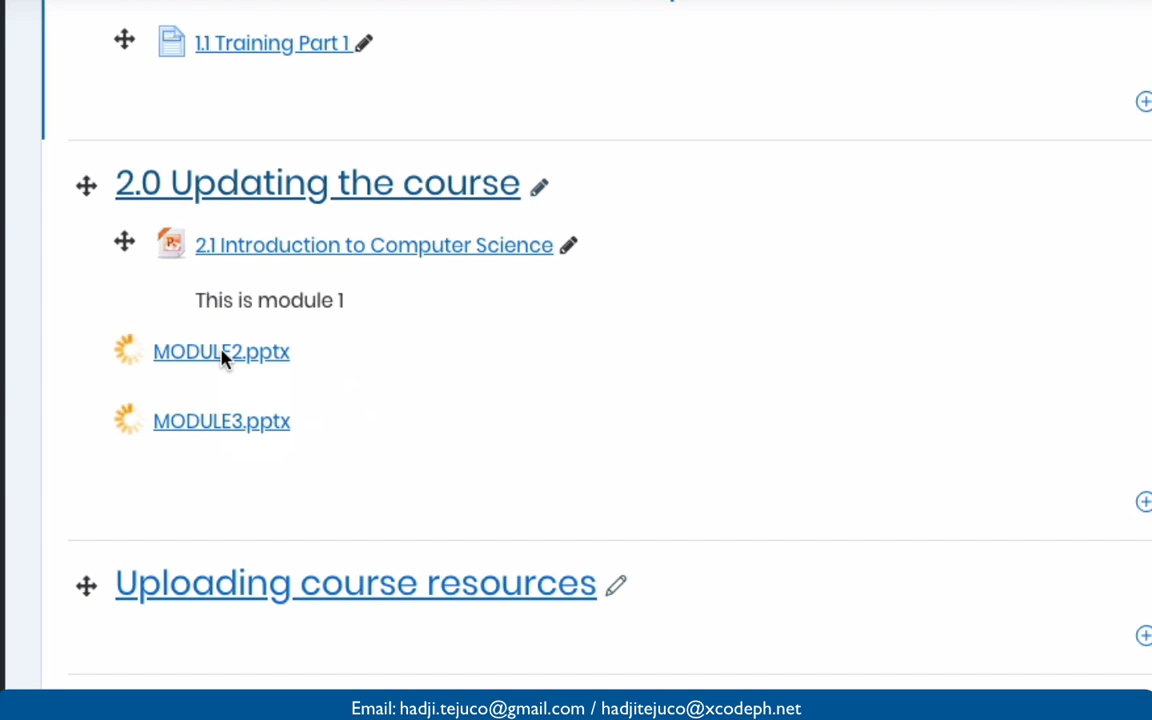 1.1 Training Part 1
2.0 Updating the course
2.1 Introduction to Computer Science
This is module 1
MODULE2.pptx
MODULE3.pptx
Uploading course resources
Email: hadji.tejuco@gmail.com / hadjitejuco@xcodeph.net